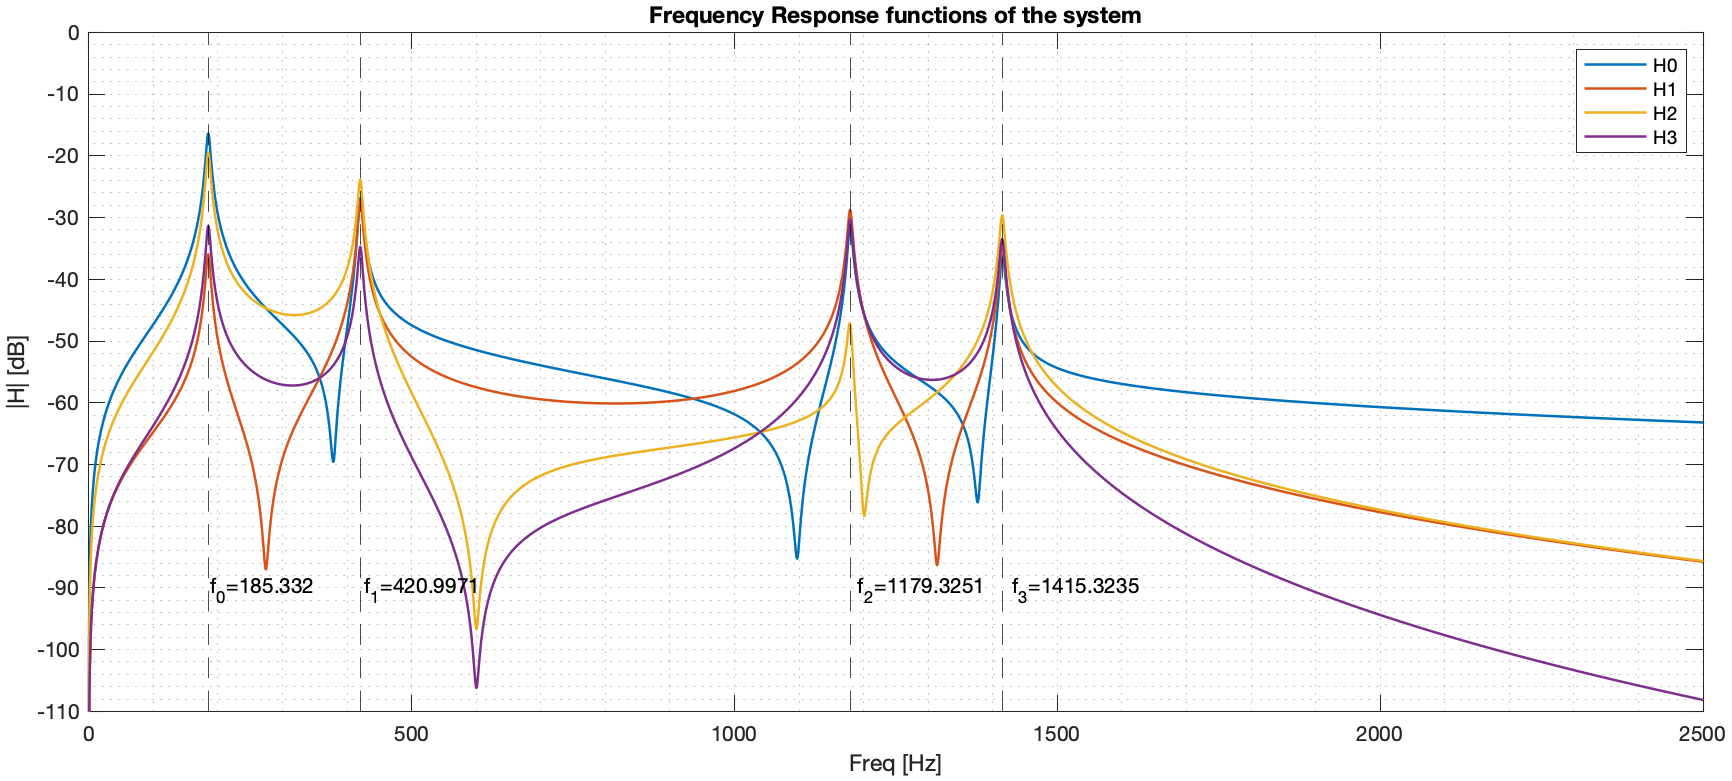 Frequency Response functions of the system
H0
H1
H2
H3
0
-10
-20
-30
-40
-50
-60
-70
-80
-90
-100
-110
|H| [dB]
f0=185.332
f1=420.9971
f2=1179.3251
f3=1415.3235
0 500 1000 1500 2000 2500
Freq [Hz]